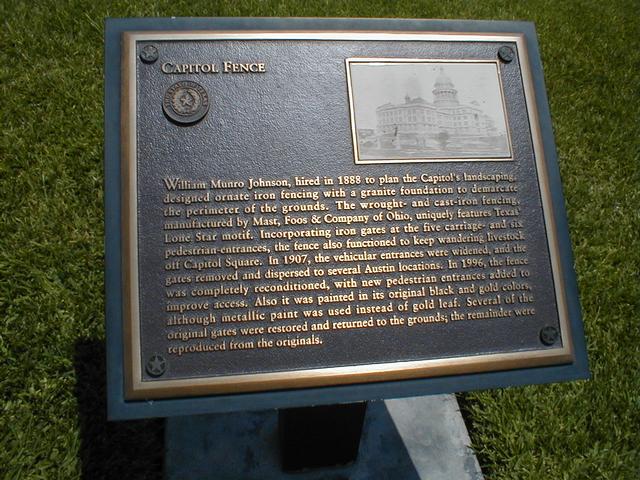 CAPITOL FENCE
William Munro Johnson, hired in 1888 to plan the Capitol's landscaping,
designed ornate iron fencing with a granite foundation to demarcate
the perimeter of the grounds. The wrought- and cast-iron fencing,
manufactured by Mast, Foos & Company of Ohio, uniquely features Texas'
Lone Star motif. Incorporating iron gates at the five carriage- and six
pedestrian-entrances, the fence also functioned to keep wandering livestock
off Capitol Square. In 1907, the vehicular entrances were widened, and the
gates removed and dispersed to several Austin locations. In 1996, the fence
was completely reconditioned, with new pedestrian entrances added to
improve access. Also it was painted in its original black and gold colors,
although metallic paint was used instead of gold leaf. Several of the
original gates were restored and returned to the grounds; the remainder were
reproduced from the originals.